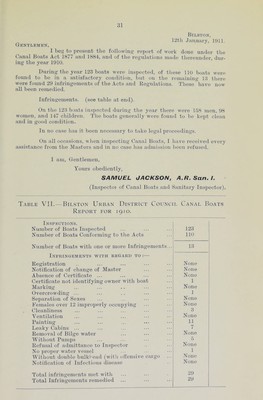 31
BILSTON,
12th January, 1911.
GENTLEMEN,
I beg to present the following report of work done under the
Canal Boats Act 1877 and 1884, and of the regulations made thereunder, dur-
ing the year 1910.
During the year 123 boats were inspected, of these 110 boats were
found to be in a satisfactory condition, but on the remaining 13 there
were found 29 infringements of the Acts and Regulations. These have now
all been remedied.
Infringements. (see table at end).
On the 123 boats inspected during the year there were 158 men, 98
women, and 147 children. The boats generally were found to be kept clean
and in good condition.
In no case has it been necessary to take legal proceedings.
On all occasions, when inspecting Canal Boats, I have received every
assistance from the Masters and in no case has admission been refused.
I am, Gentlemen,
Yours obediently,
SAMUEL JACKSON, A.R. San. I.
(Inspector of Canal Boats and Sanitary Inspector).
TABLE VII.—BILSTON URBAN DISTRICT COUNCIL CANAL BOATS
REPORT FOR 1910.
INSPECTIONS.
Number of Boats Inspected ... 123
Number of Boats Conforming to the Acts 110
Number of Boats with one or more Infringements... 13
INFRINGEMENTS WITH REGARD TO:—
Registration ... None
Notification of change of Master ... None
Absence of Certificate ... None
Certificate not identifying owner with boat 1
Marking ... None
Overcrowding ... 1
Separation of Sexes ... None
Females over 12 improperly occupying ... None
Cleanliness ... 3
Ventilation ... None
Painting ... 11
Leaky Cabins ... 7
Removal of Bilge water ... None
Without Pumps ... 5
Refusal of admittance to Inspector ... None
No proper water vessel ... 1
Without double bulkhead (with offensive cargo ... None
Notification of Infectious disease ... None
Total infringements met with ... 29
Total Infringements remedied ... 29